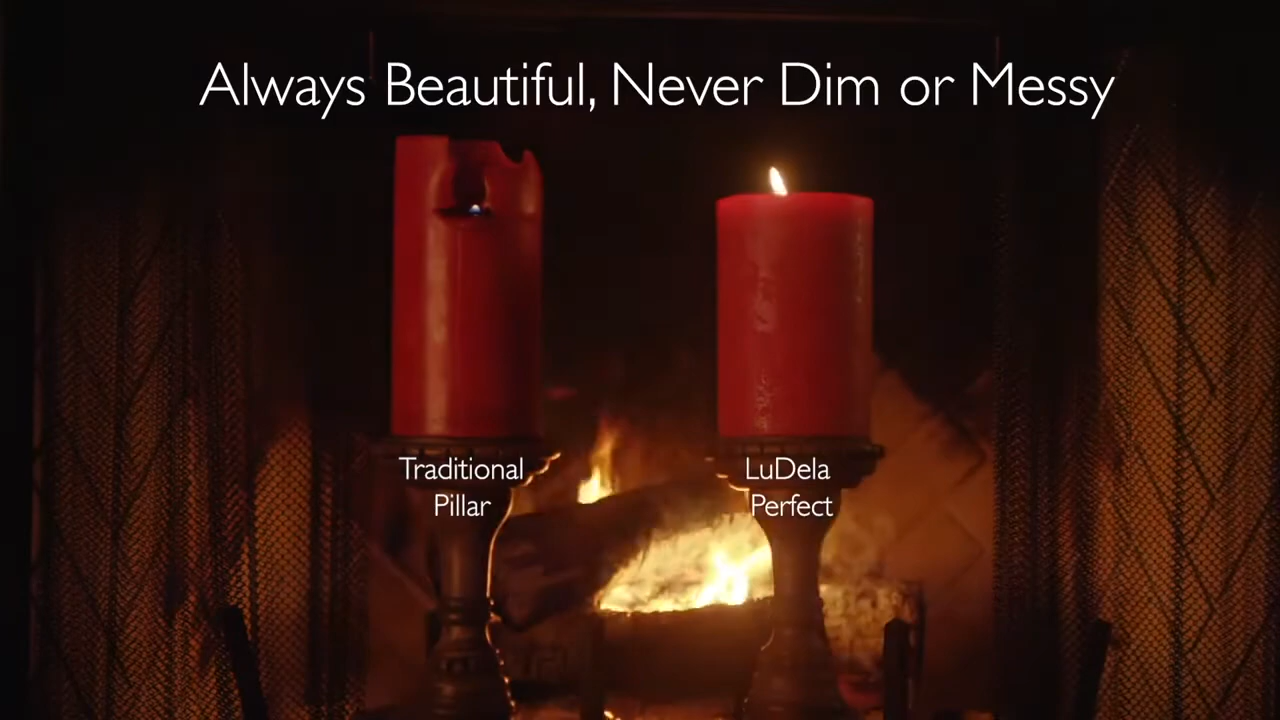 Always Beautiful, Never Dim or Messy
Traditional
Pillar
LuDela
Perfect